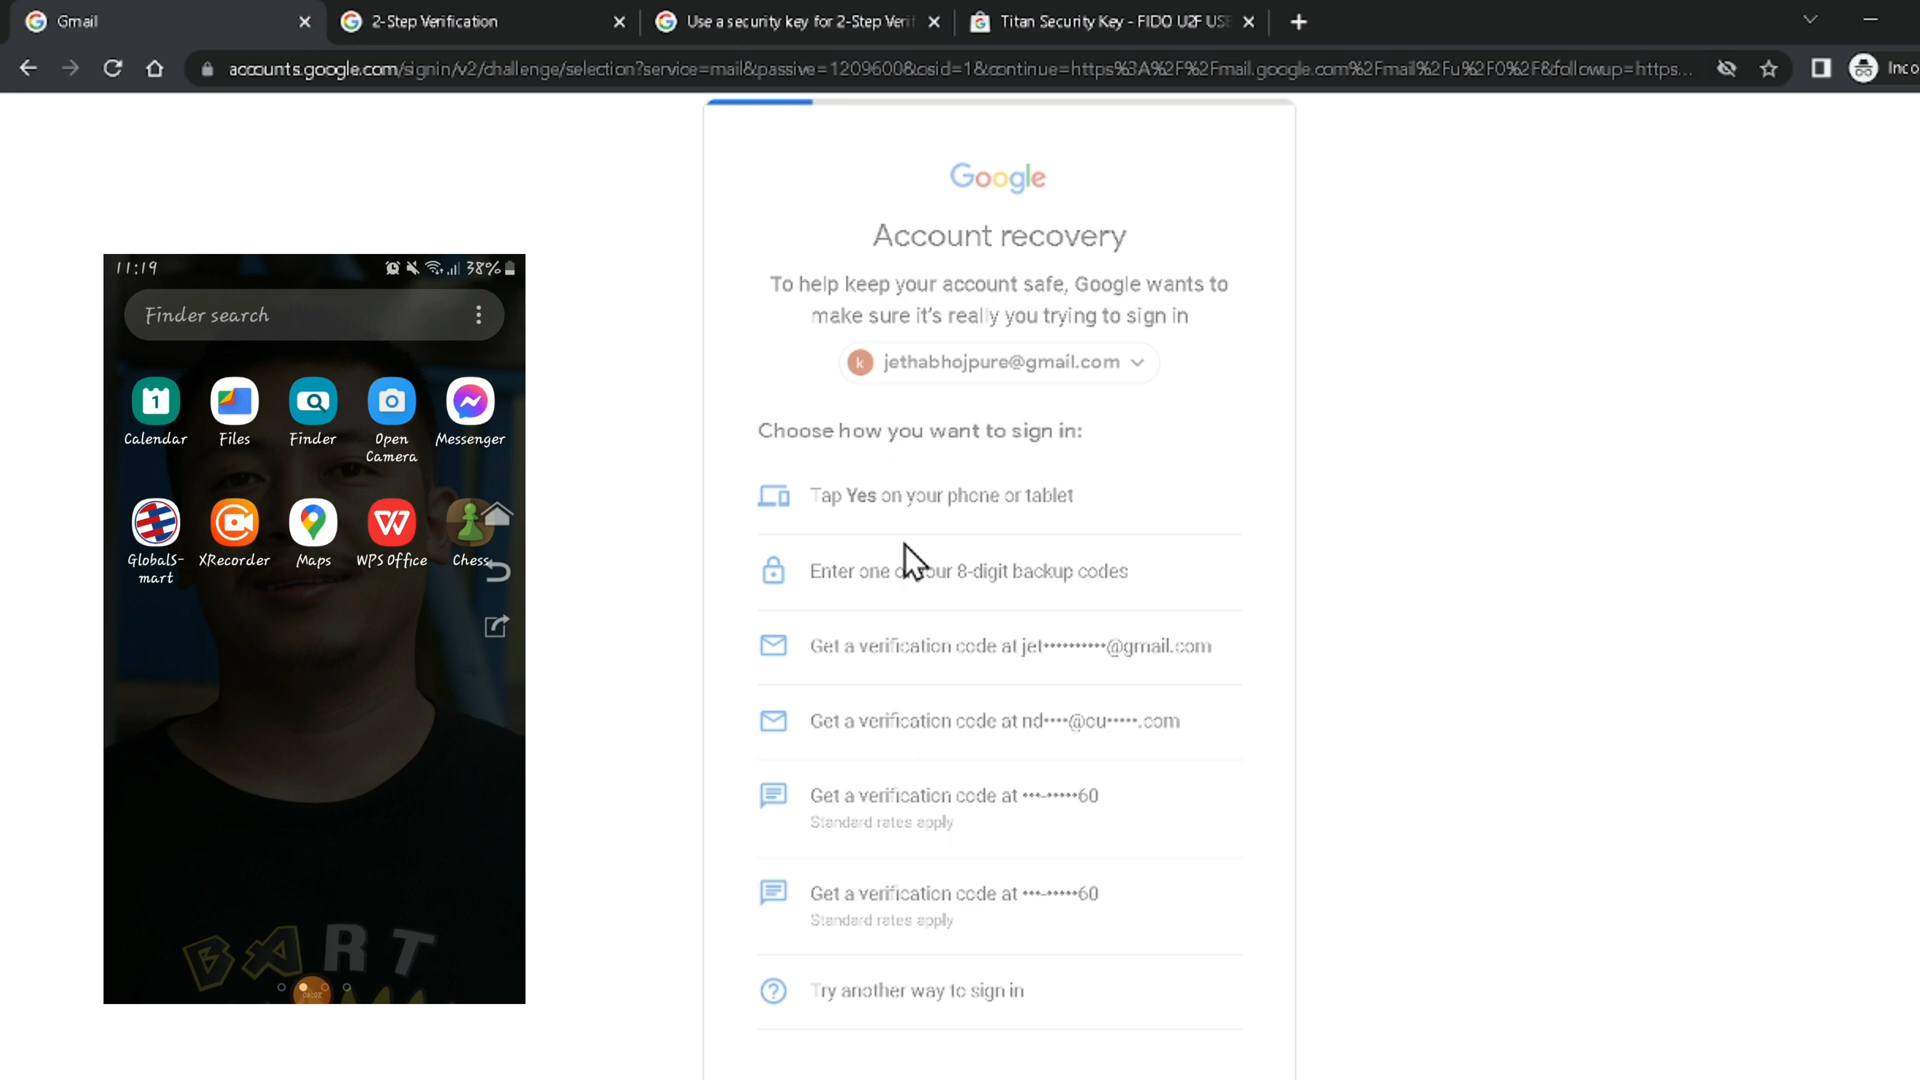 Gmail
2-Step Verification
Use a security key for 2-Step Verif
Titan Security Key - FIDO U2F USE
accounts.google.com/signin/v2/challenge/selection?service=mail&passive=1209600&osid=1&continue=https%3A%2F%2Fmail.google.com%2Fmail%2Fu%2F0%2F&followup=https...
Inco
11:19
38%
Finder search
1
Calendar
Files
Finder
Open
Camera
Messenger
GlobalS-
mart
XRecorder
Maps
WPS Office
Chess
BART
Google
Account recovery
To help keep your account safe, Google wants to
make sure it's really you trying to sign in
k
jethabhojpure@gmail.com
Choose how you want to sign in:
Tap Yes on your phone or tablet
Enter one of your 8-digit backup codes
Get a verification code at jet••••••••••@gmail.com
Get a verification code at nd••••@cu•••••.com
Get a verification code at •••-•••••60
Standard rates apply
Get a verification code at •••-•••••60
Standard rates apply
Try another way to sign in